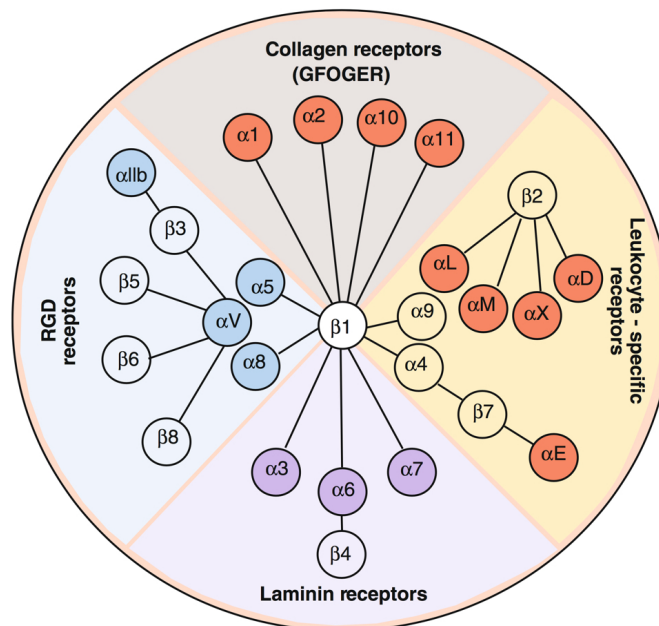 Collagen receptors
(GFOGER)
α1
α2
α10
α11
αIIb
β3
β5
αV
β6
β8
α5
α8
β1
β2
αL
αM
αX
αD
α9
α4
β7
αE
RGD
receptors
Leukocyte - specific
receptors
α3
α6
α7
β4
Laminin receptors